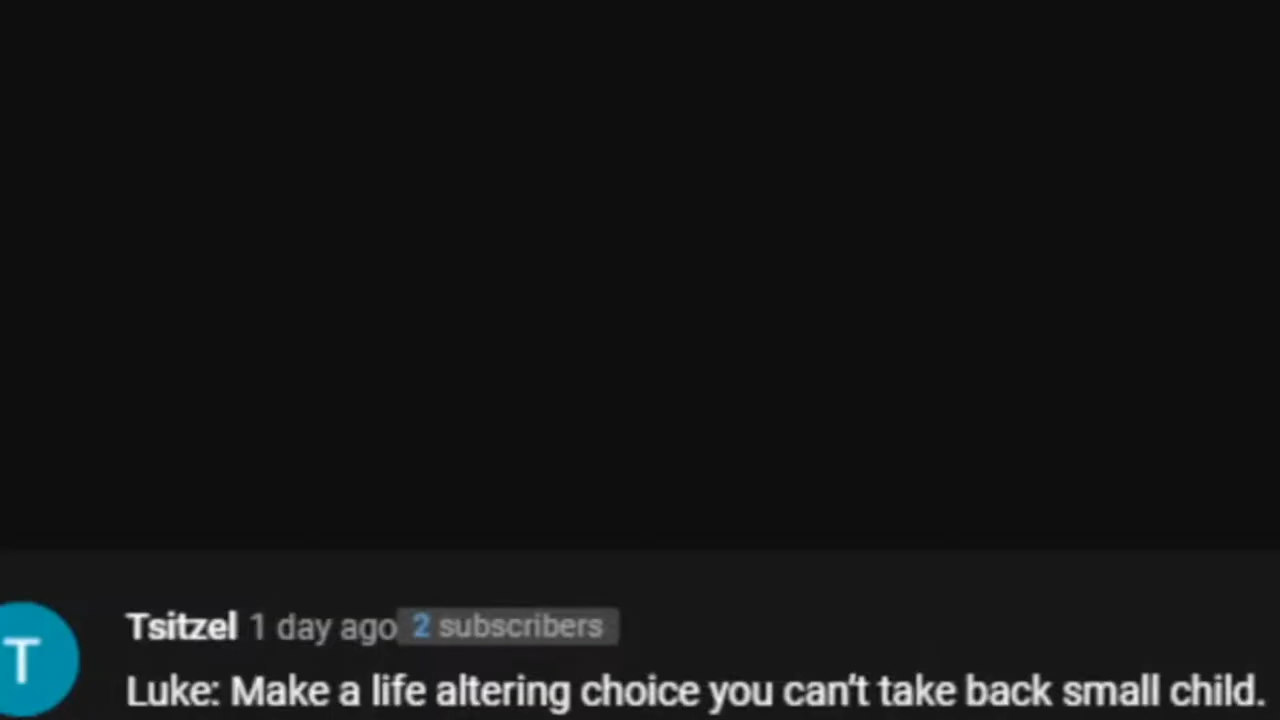 T
Tsitzel 1 day ago 2 subscribers
Luke: Make a life altering choice you can't take back small child.